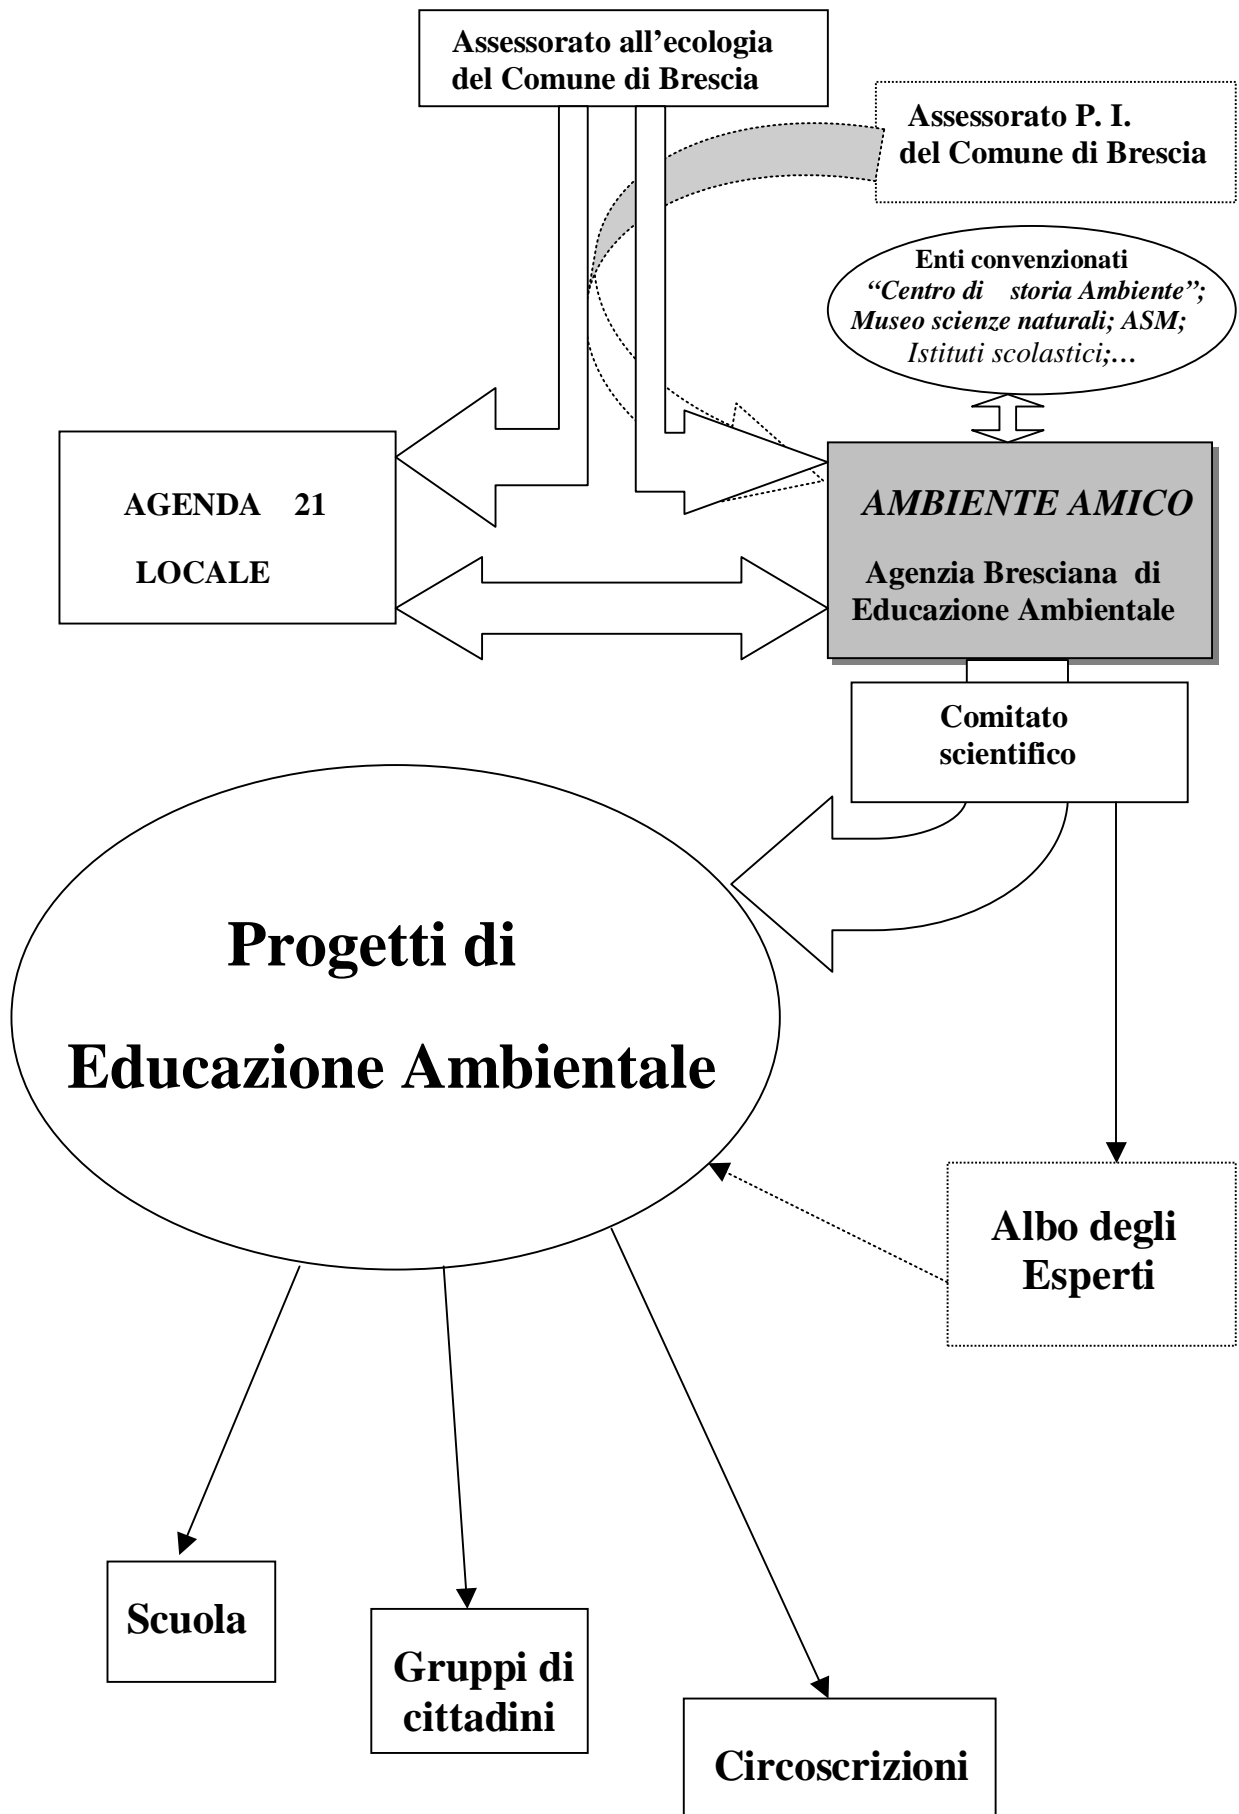 Assessorato all’ecologia
del Comune di Brescia
Assessorato P. I.
del Comune di Brescia
Enti convenzionati
“Centro di storia Ambiente”;
Museo scienze naturali; ASM;
Istituti scolastici;…
AGENDA 21
LOCALE
AMBIENTE AMICO
Agenzia Bresciana di
Educazione Ambientale
Comitato
scientifico
Progetti di
Educazione Ambientale
Albo degli
Esperti
Scuola
Gruppi di
cittadini
Circoscrizioni